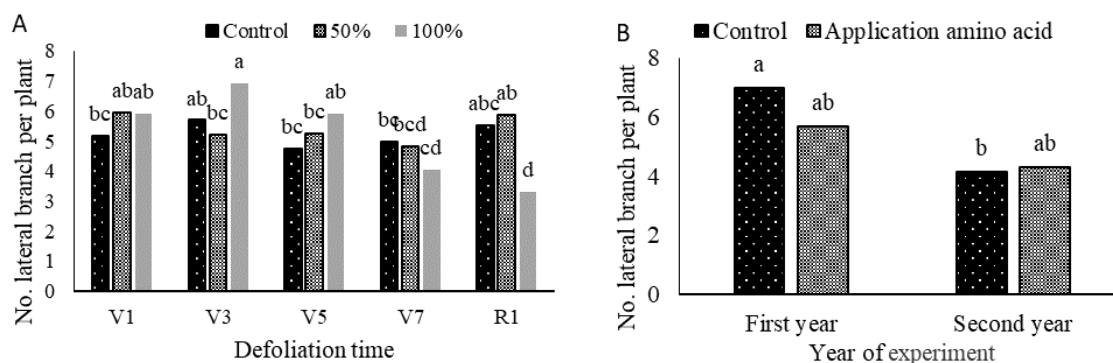 A
Control 50% 100%
No. lateral branch per plant
8
7
6
5
4
3
2
1
0
bc ab ab
ab bc a
bc bc ab
bc bcd cd
abc ab d
V1 V3 V5 V7 R1
Defoliation time
B
Control Application amino acid
No. lateral branch per plant
8
6
4
2
0
a ab
b ab
First year Second year
Year of experiment